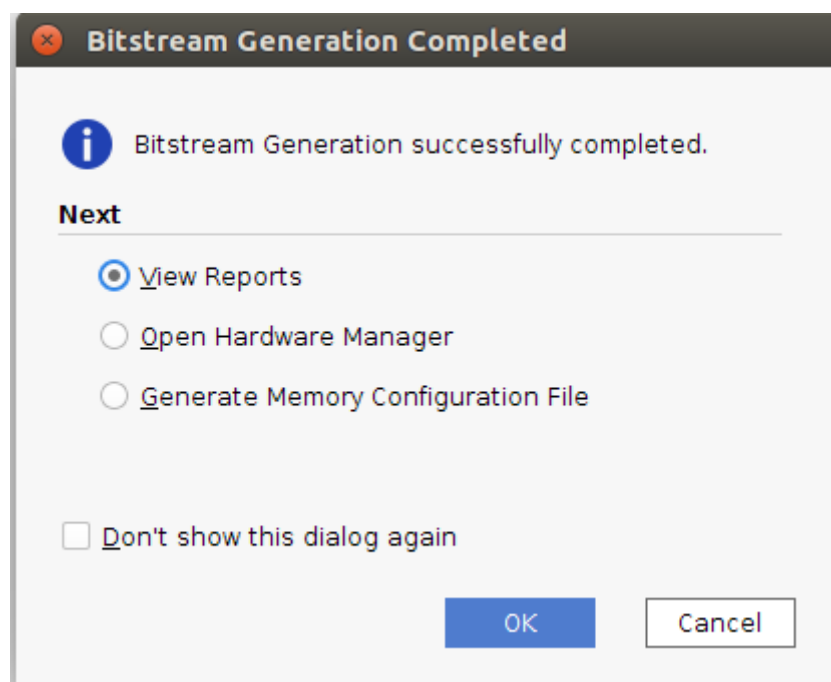 Bitstream Generation Completed
Bitstream Generation successfully completed.
Next
View Reports
Open Hardware Manager
Generate Memory Configuration File
Don't show this dialog again
OK Cancel